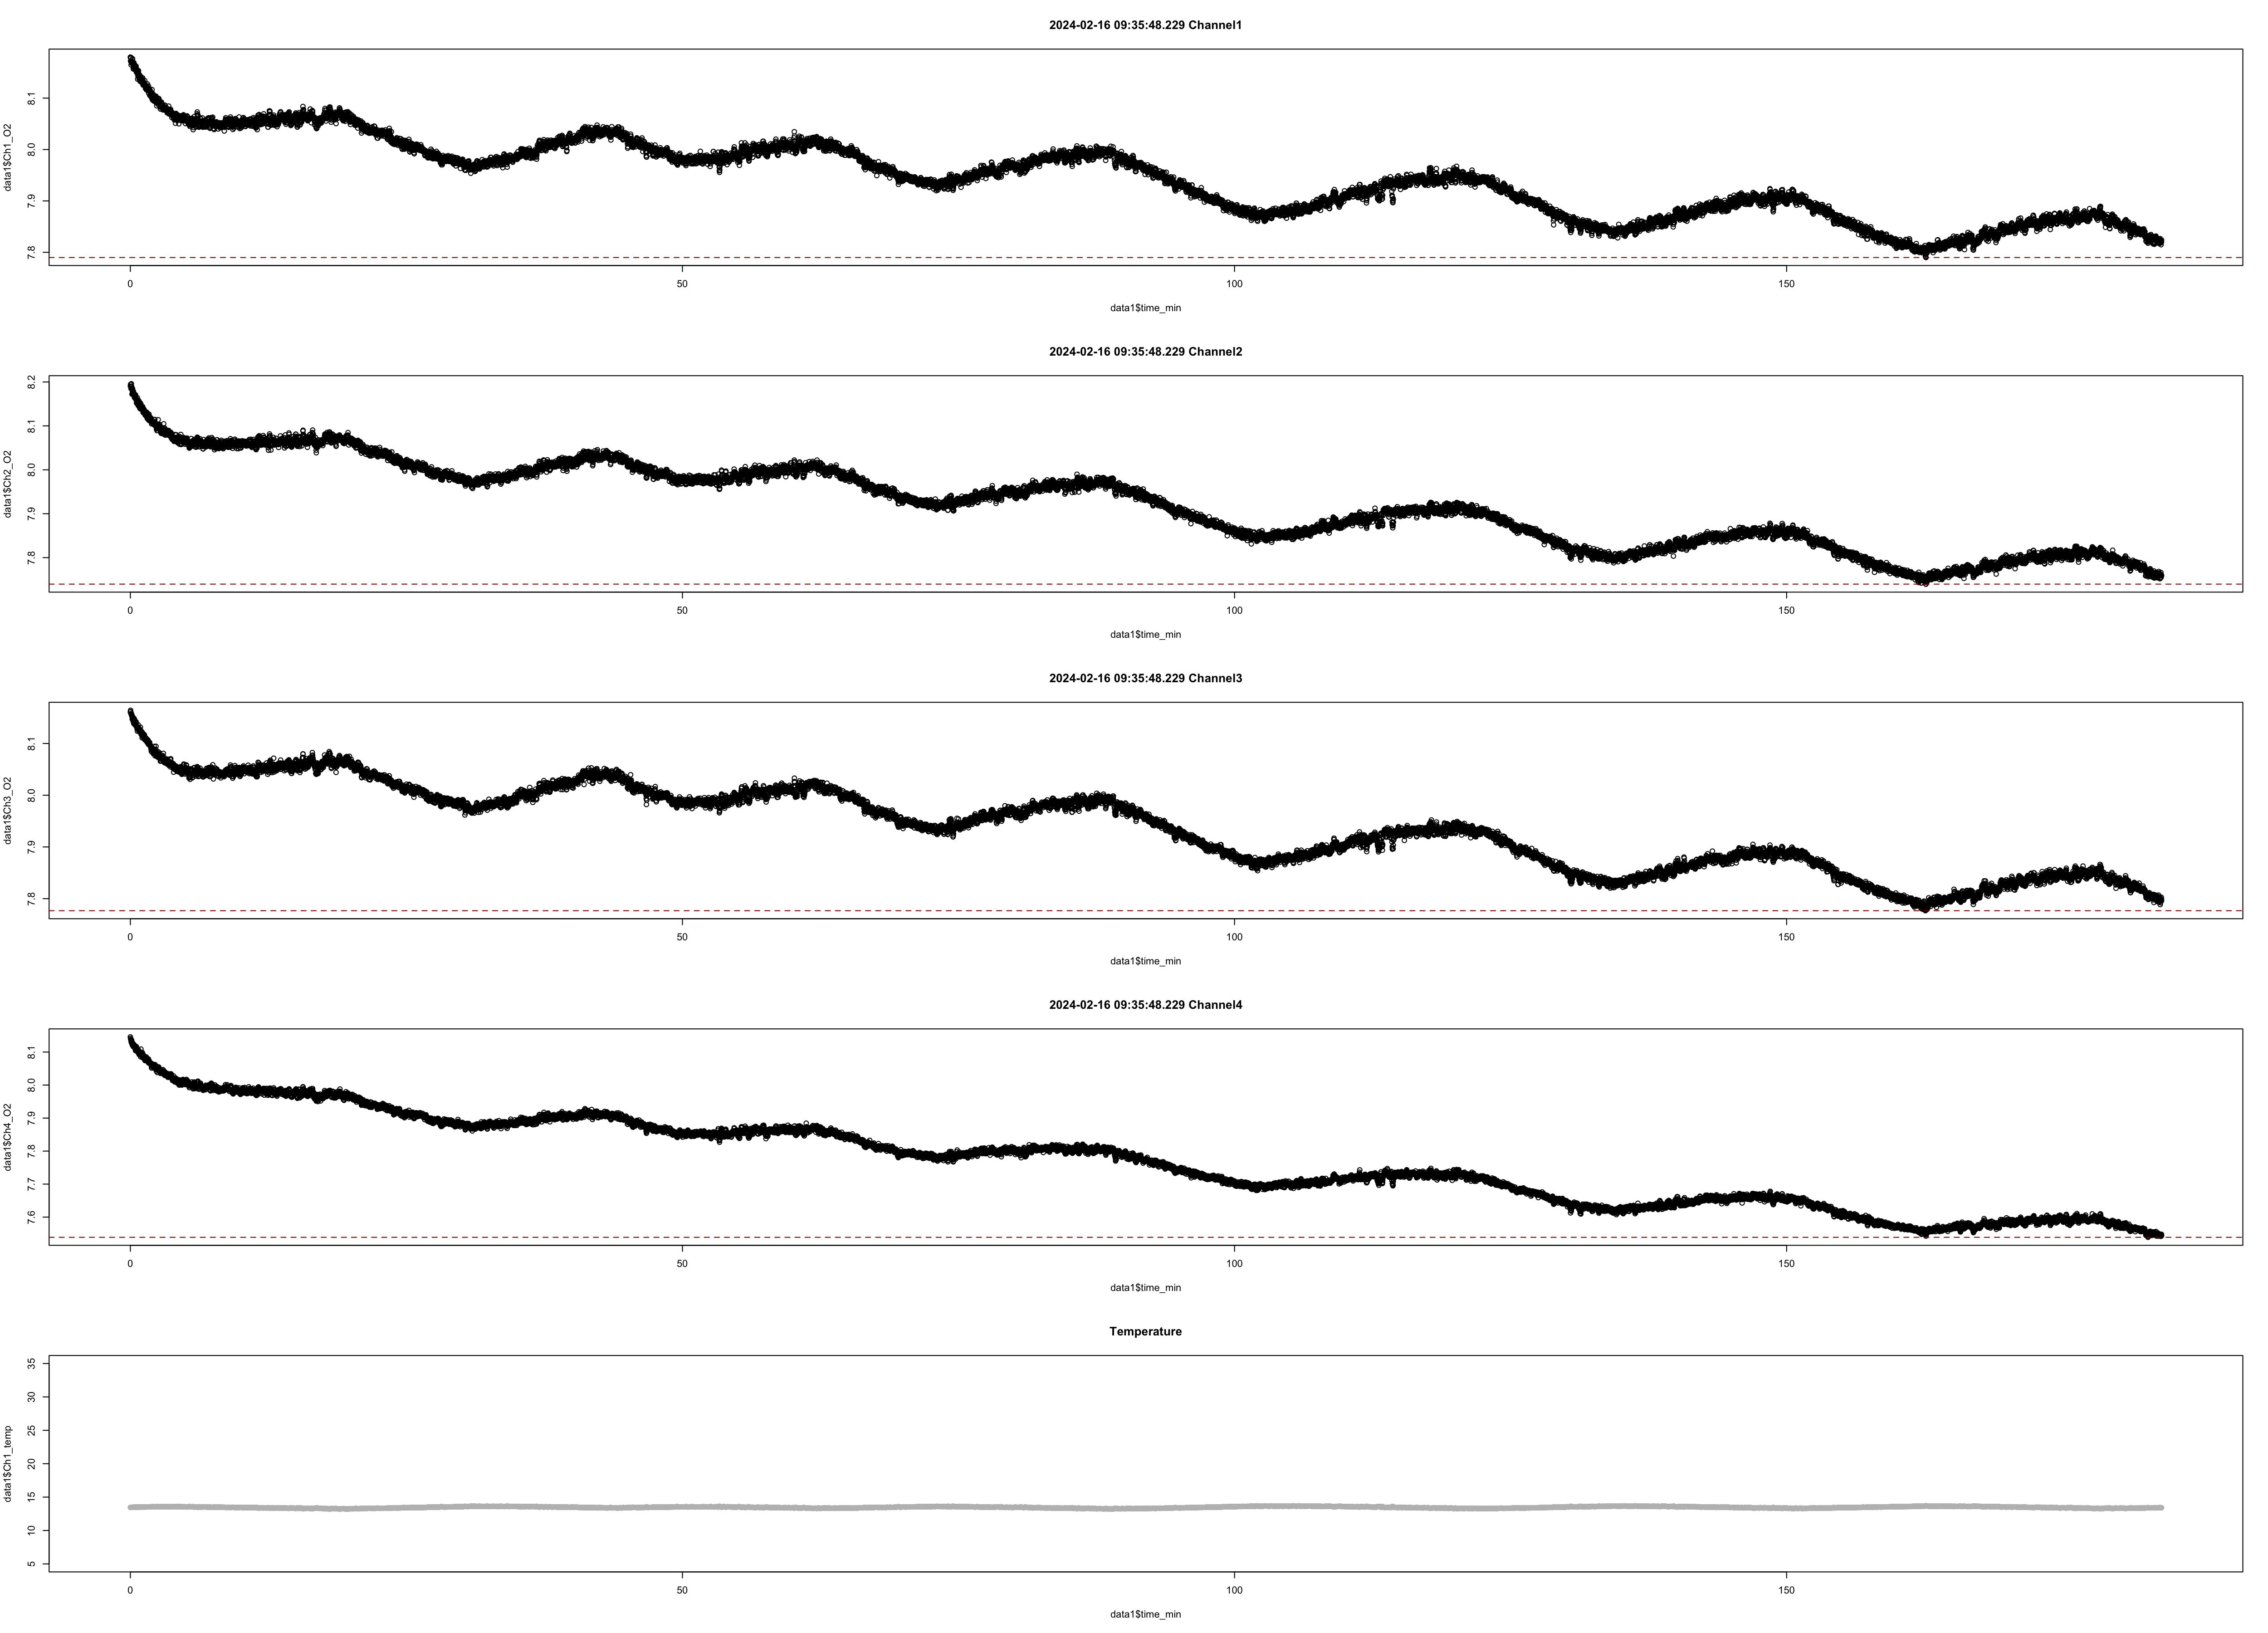 2024-02-16 09:35:48.229 Channel1
data1$Ch1_O2
8.1
8.0
7.9
7.8
0 50 100 150
data1$time_min
2024-02-16 09:35:48.229 Channel2
data1$Ch2_O2
8.2
8.1
8.0
7.9
7.8
0 50 100 150
data1$time_min
2024-02-16 09:35:48.229 Channel3
data1$Ch3_O2
8.1
8.0
7.9
7.8
0 50 100 150
data1$time_min
2024-02-16 09:35:48.229 Channel4
data1$Ch4_O2
8.1
8.0
7.9
7.8
7.7
7.6
0 50 100 150
data1$time_min
Temperature
data1$Ch1_temp
35
30
25
20
15
10
5
0 50 100 150
data1$time_min